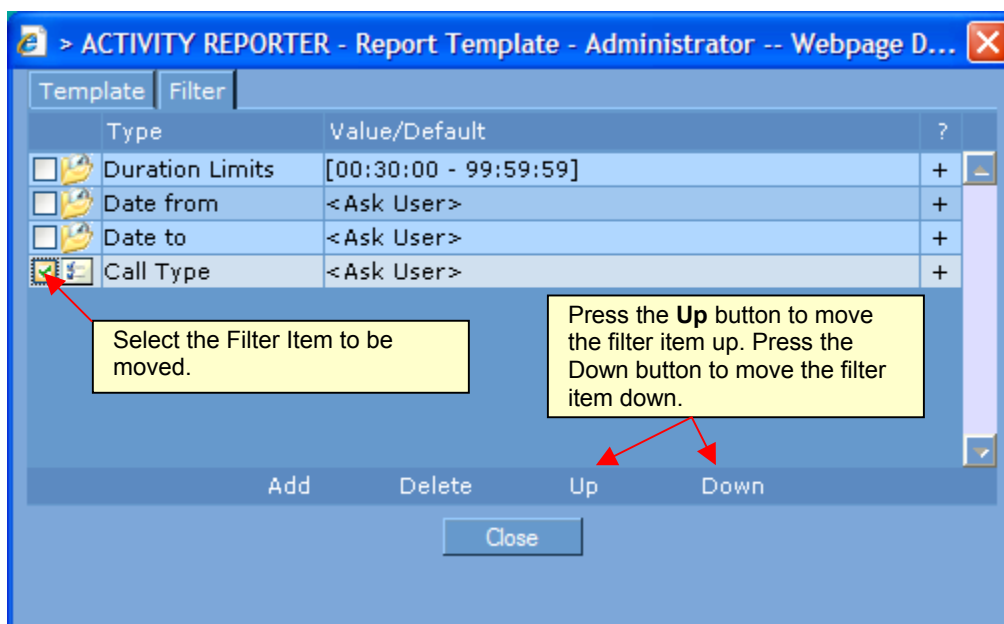 > ACTIVITY REPORTER - Report Template - Administrator -- Webpage D...
Template Filter
Type Value/Default ?
Duration Limits [00:30:00 - 99:59:59] +
Date from <Ask User> +
Date to <Ask User> +
Call Type <Ask User> +
Select the Filter Item to be
moved.
Press the Up button to move
the filter item up. Press the
Down button to move the filter
item down.
Add Delete Up Down
Close